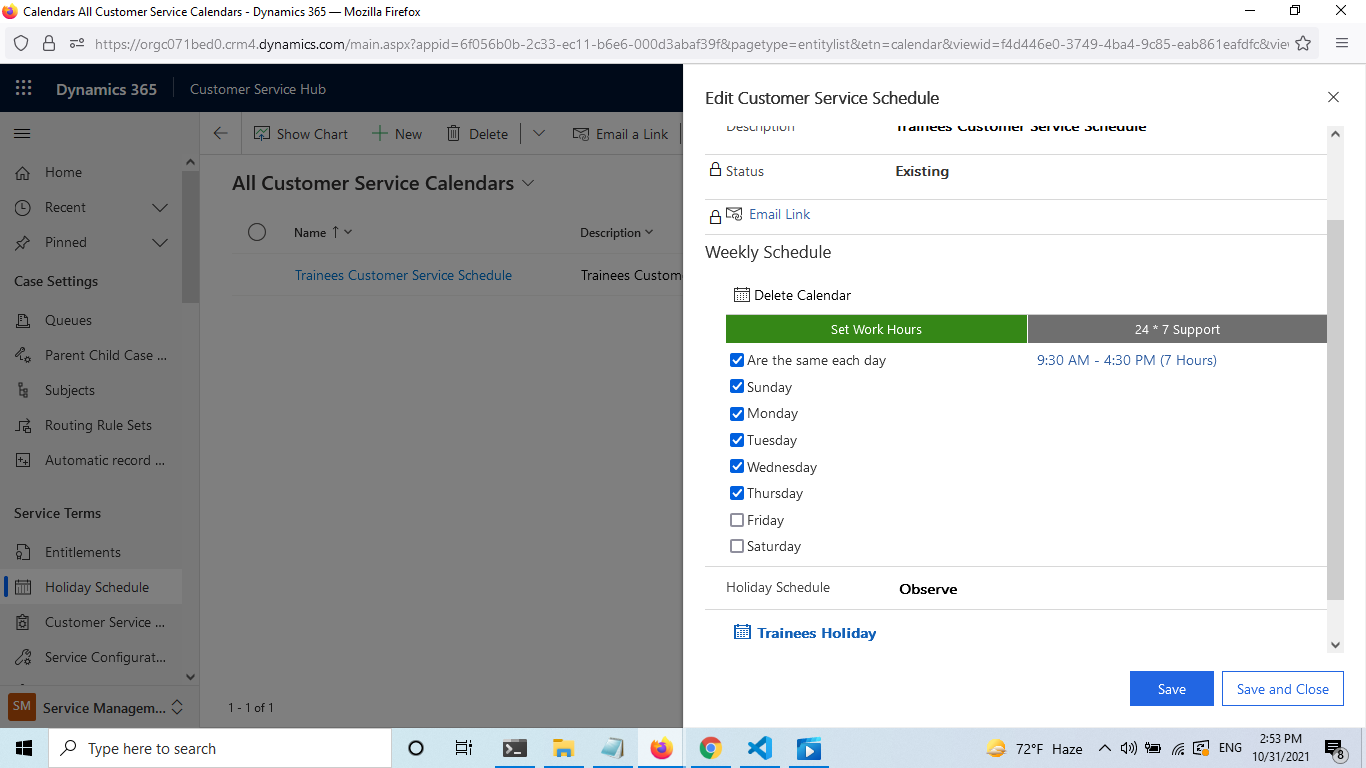 Calendars All Customer Service Calendars - Dynamics 365 — Mozilla Firefox
https://orgc071bed0.crm4.dynamics.com/main.aspx?appid=6f056b0b-2c33-ec11-b6e6-000d3abaf39f&pagetype=entitylist&etn=calendar&viewid=f4d446e0-3749-4ba4-9c85-eab861eafdfc&vie
Dynamics 365
Customer Service Hub
Home
Recent
Pinned
Case Settings
Queues
Parent Child Case ...
Subjects
Routing Rule Sets
Automatic record ...
Service Terms
Entitlements
Holiday Schedule
Customer Service ...
Service Configurat...
SM Service Managem...
Show Chart New Delete Email a Link
All Customer Service Calendars
Name ↑ Description
Trainees Customer Service Schedule Trainees Custom
1 - 1 of 1
Edit Customer Service Schedule
Description Trainees Customer Service Schedule
Status Existing
Email Link
Weekly Schedule
Delete Calendar
Set Work Hours 24 * 7 Support
Are the same each day 9:30 AM - 4:30 PM (7 Hours)
Sunday
Monday
Tuesday
Wednesday
Thursday
Friday
Saturday
Holiday Schedule Observe
Trainees Holiday
Save Save and Close
Type here to search
72°F Haze
ENG
2:53 PM
10/31/2021
8